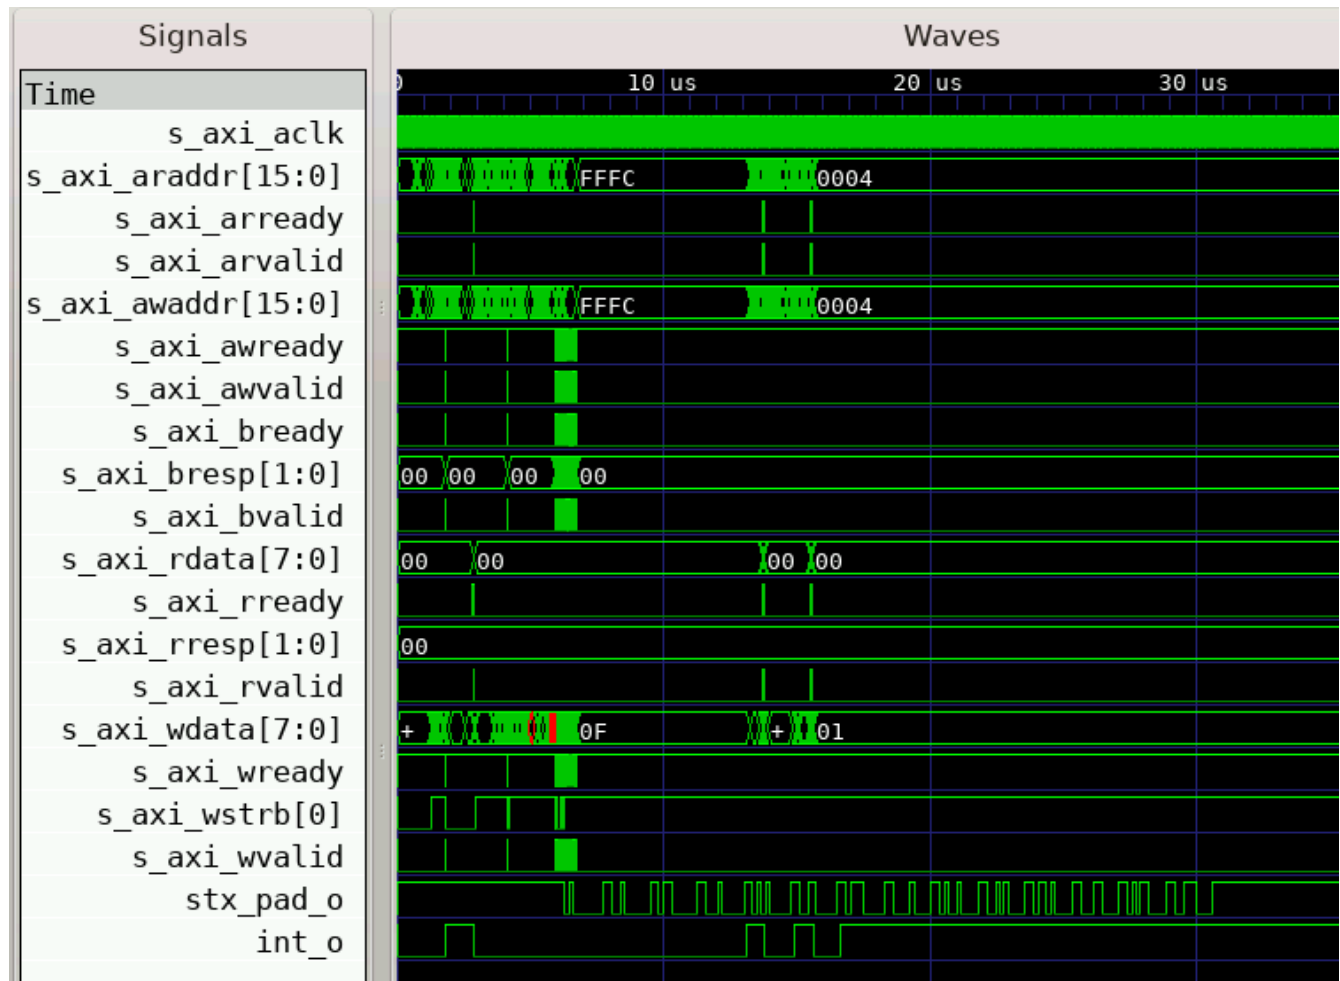 Signals
Waves
Time
0 10 us 20 us 30 us
s_axi_aclk
s_axi_araddr[15:0] FFFC 0004
s_axi_arready
s_axi_arvalid
s_axi_awaddr[15:0] FFFC 0004
s_axi_awready
s_axi_awvalid
s_axi_bready
s_axi_bresp[1:0] 00 00 00 00
s_axi_bvalid
s_axi_rdata[7:0] 00 00 00 00
s_axi_rready
s_axi_rresp[1:0] 00
s_axi_rvalid
s_axi_wdata[7:0] + 0F + 01
s_axi_wready
s_axi_wstrb[0]
s_axi_wvalid
stx_pad_o
int_o